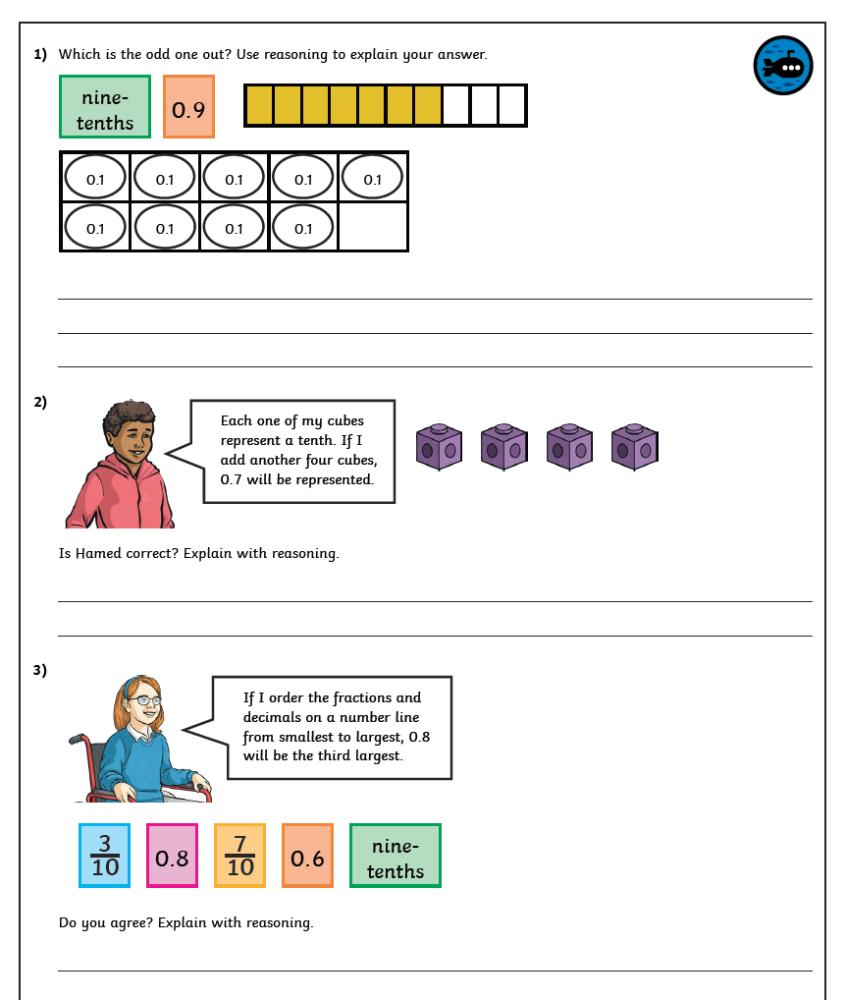 1) Which is the odd one out? Use reasoning to explain your answer.
nine-
tenths
0.9
0.1 0.1 0.1 0.1 0.1
0.1 0.1 0.1 0.1
2)
Each one of my cubes
represent a tenth. If I
add another four cubes,
0.7 will be represented.
Is Hamed correct? Explain with reasoning.
3)
If I order the fractions and
decimals on a number line
from smallest to largest, 0.8
will be the third largest.
3/10 0.8 7/10 0.6
nine-
tenths
Do you agree? Explain with reasoning.